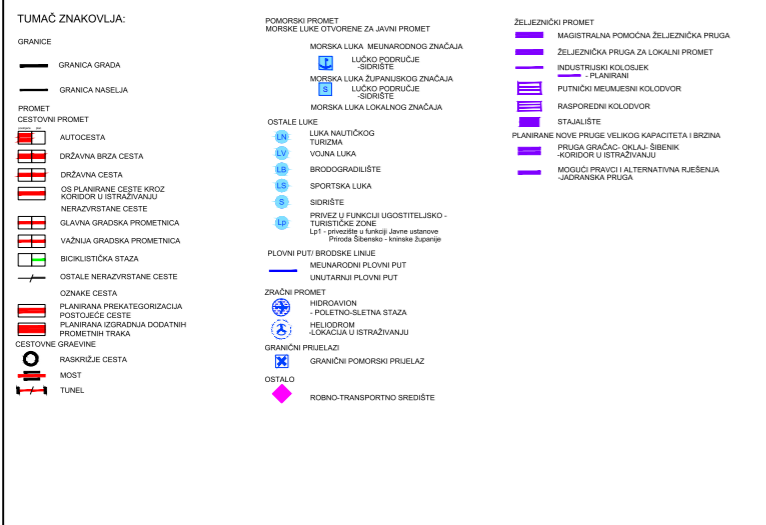 TUMAČ ZNAKOVLJA:
GRANICE
GRANICA GRADA
GRANICA NASELJA
PROMET
CESTOVNI PROMET
AUTOCESTA
DRŽAVNA BRZA CESTA
DRŽAVNA CESTA
OS PLANIRANE CESTE KROZ
KORIDOR U ISTRAŽIVANJU
NERAZVRSTANE CESTE
GLAVNA GRADSKA PROMETNICA
VAŽNIJA GRADSKA PROMETNICA
BICIKLISTIČKA STAZA
OSTALE NERAZVRSTANE CESTE
OZNAKE CESTA
PLANIRANA PREKATEGORIZACIJA
POSTOJEĆE CESTE
PLANIRANA IZGRADNJA DODATNIH
PROMETNIH TRAKA
CESTOVNE GRAEVINE
RASKRIŽJE CESTA
MOST
TUNEL
POMORSKI PROMET
MORSKE LUKE OTVORENE ZA JAVNI PROMET
MORSKA LUKA MEUNARODNOG ZNAČAJA
LUČKO PODRUČJE
-SIDRIŠTE
MORSKA LUKA ŽUPANIJSKOG ZNAČAJA
S
LUČKO PODRUČJE
-SIDRIŠTE
MORSKA LUKA LOKALNOG ZNAČAJA
OSTALE LUKE
LN
LUKA NAUTIČKOG
TURIZMA
LV
VOJNA LUKA
LB
BRODOGRADILIŠTE
LS
SPORTSKA LUKA
S
SIDRIŠTE
Lp
PRIVEZ U FUNKCIJI UGOSTITELJSKO -
TURISTIČKE ZONE
Lp1 - privezište u funkciji Javne ustanove
Priroda Šibensko - kninske županije
PLOVNI PUT/ BRODSKE LINIJE
MEUNARODNI PLOVNI PUT
UNUTARNJI PLOVNI PUT
ZRAČNI PROMET
HIDROAVION
- POLETNO-SLETNA STAZA
HELIODROM
-LOKACIJA U ISTRAŽIVANJU
GRANIČNI PRIJELAZI
GRANIČNI POMORSKI PRIJELAZ
OSTALO
ROBNO-TRANSPORTNO SREDIŠTE
ŽELJEZNIČKI PROMET
MAGISTRALNA POMOĆNA ŽELJEZNIČKA PRUGA
ŽELJEZNIČKA PRUGA ZA LOKALNI PROMET
INDUSTRIJSKI KOLOSJEK
- PLANIRANI
PUTNIČKI MEUMJESNI KOLODVOR
RASPOREDNI KOLODVOR
STAJALIŠTE
PLANIRANE NOVE PRUGE VELIKOG KAPACITETA I BRZINA
PRUGA GRAČAC- OKLAJ- ŠIBENIK
-KORIDOR U ISTRAŽIVANJU
MOGUĆI PRAVCI I ALTERNATIVNA RJEŠENJA
-JADRANSKA PRUGA